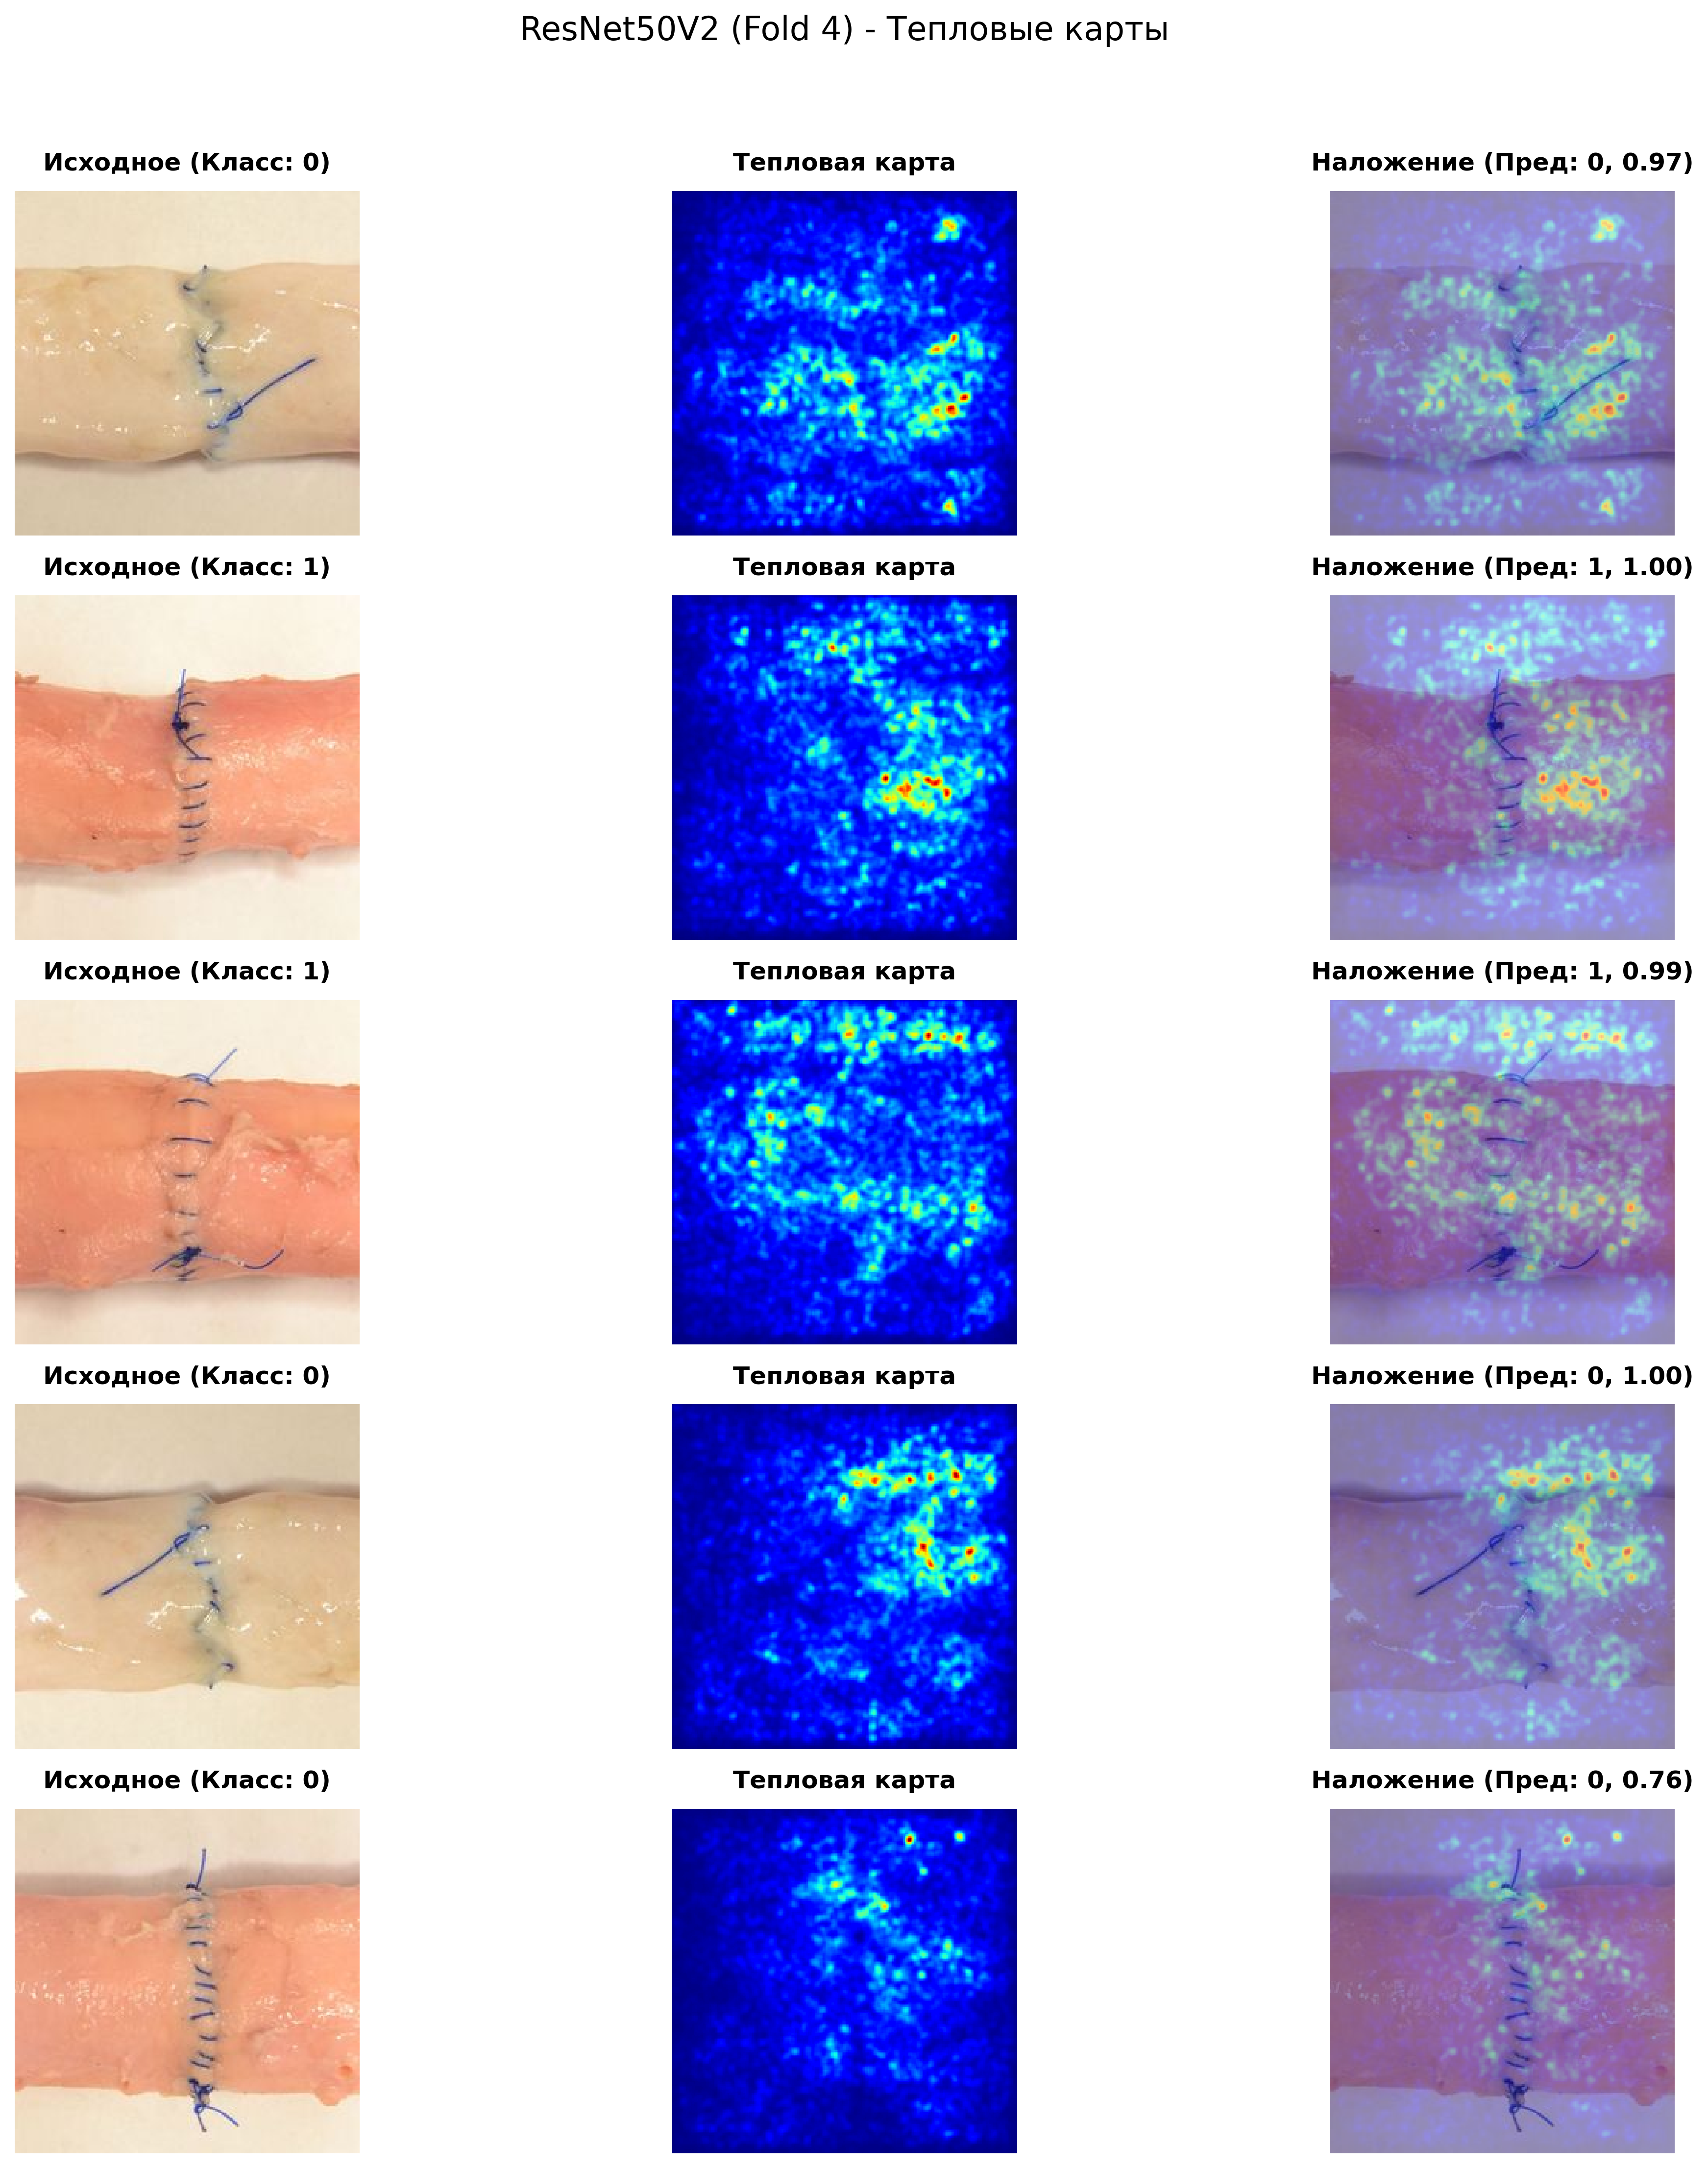 ResNet50V2 (Fold 4) - Тепловые карты
Исходное (Класс: 0)
Тепловая карта
Наложение (Пред: 0, 0.97)
Исходное (Класс: 1)
Тепловая карта
Наложение (Пред: 1, 1.00)
Исходное (Класс: 1)
Тепловая карта
Наложение (Пред: 1, 0.99)
Исходное (Класс: 0)
Тепловая карта
Наложение (Пред: 0, 1.00)
Исходное (Класс: 0)
Тепловая карта
Наложение (Пред: 0, 0.76)